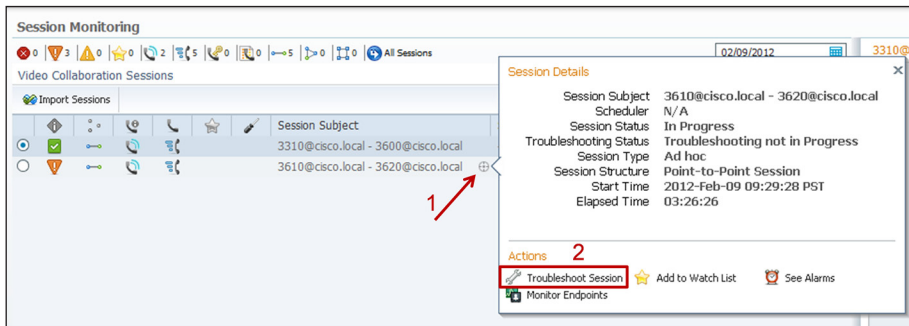 Session Monitoring
0 3 0 0 2 5 0 0 5 0 0 All Sessions
02/09/2012
3310@
Video Collaboration Sessions
Import Sessions
Session Subject
3310@cisco.local - 3600@cisco.local
3610@cisco.local - 3620@cisco.local
1
Session Details
Session Subject 3610@cisco.local - 3620@cisco.local
Scheduler N/A
Session Status In Progress
Troubleshooting Status Troubleshooting not in Progress
Session Type Ad hoc
Session Structure Point-to-Point Session
Start Time 2012-Feb-09 09:29:28 PST
Elapsed Time 03:26:26
Actions 2
Troubleshoot Session Add to Watch List See Alarms
Monitor Endpoints